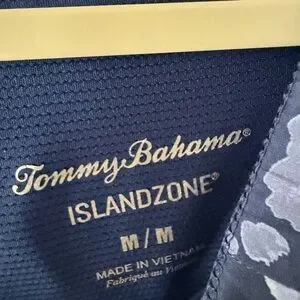 Tommy Bahama®
ISLANDZONE®
M/M
MADE IN VIETNAM
Fabriqué au Vietnam